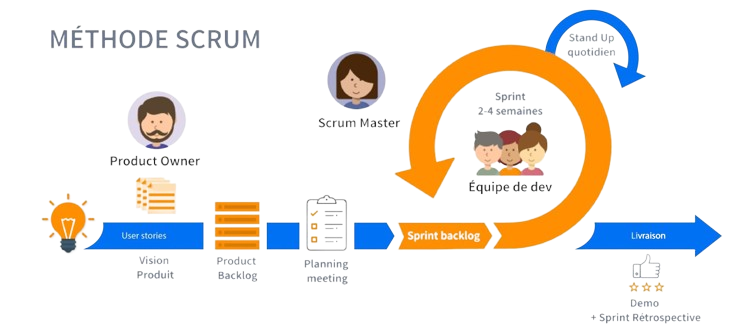 MÉTHODE SCRUM
Stand Up
quotidien
Sprint
2-4 semaines
Scrum Master
Product Owner
Équipe de dev
User stories
Sprint backlog
Livraison
Vision
Produit
Product
Backlog
Planning
meeting
Demo
+ Sprint Rétrospective